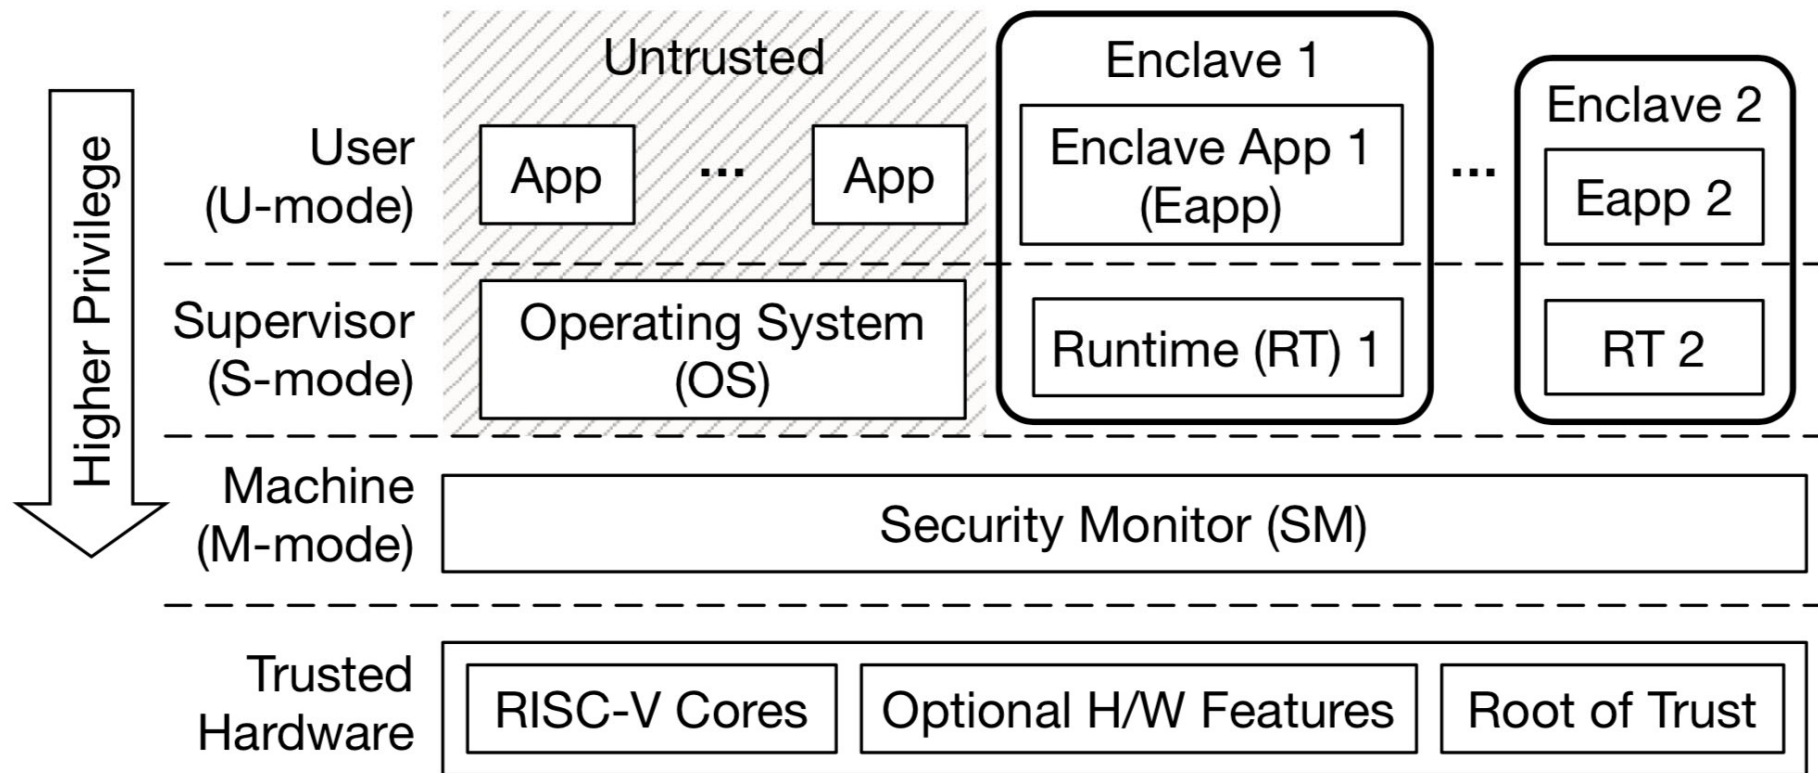 Higher Privilege
User
(U-mode)
Untrusted
App
...
App
Enclave 1
Enclave App 1
(Eapp)
...
Enclave 2
Eapp 2
Supervisor
(S-mode)
Operating System
(OS)
Runtime (RT) 1
RT 2
Machine
(M-mode)
Security Monitor (SM)
Trusted
Hardware
RISC-V Cores
Optional H/W Features
Root of Trust